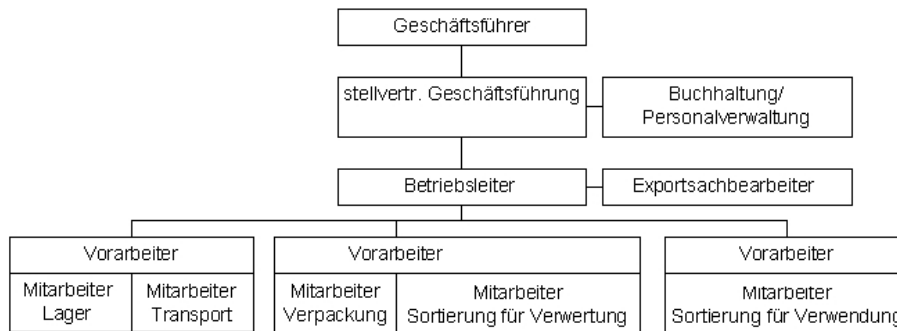 Geschäftsführer
stellvertr. Geschäftsführung
Buchhaltung/
Personalverwaltung
Betriebsleiter
Exportsachbearbeiter
Vorarbeiter
Mitarbeiter
Lager
Mitarbeiter
Transport
Vorarbeiter
Mitarbeiter
Verpackung
Mitarbeiter
Sortierung für Verwertung
Vorarbeiter
Mitarbeiter
Sortierung für Verwendung